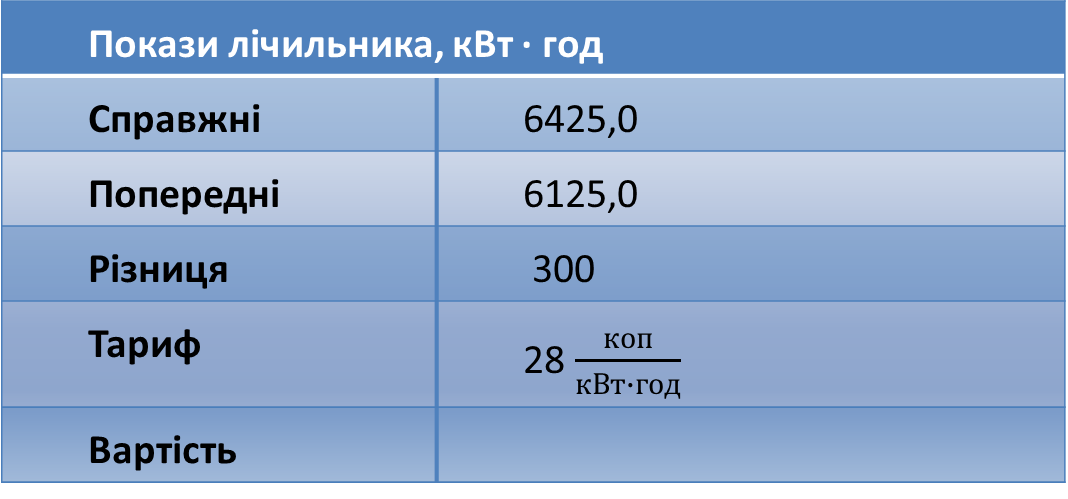 Покази лічильника, кВт · год
Справжні 6425,0
Попередні 6125,0
Різниця 300
Тариф 28 коп/кВт·год
Вартість